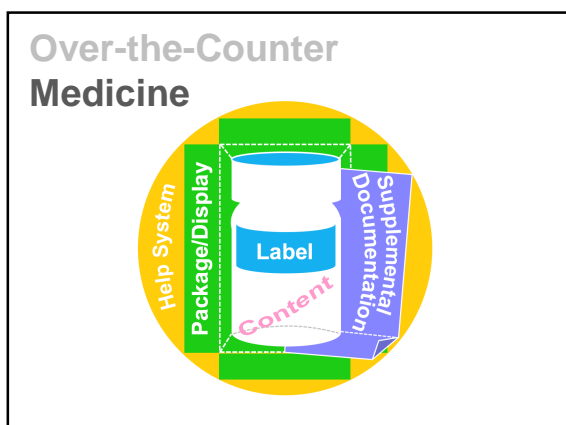 Over-the-Counter
Medicine
Help System
Package/Display
Label
Content
Supplemental
Documentation